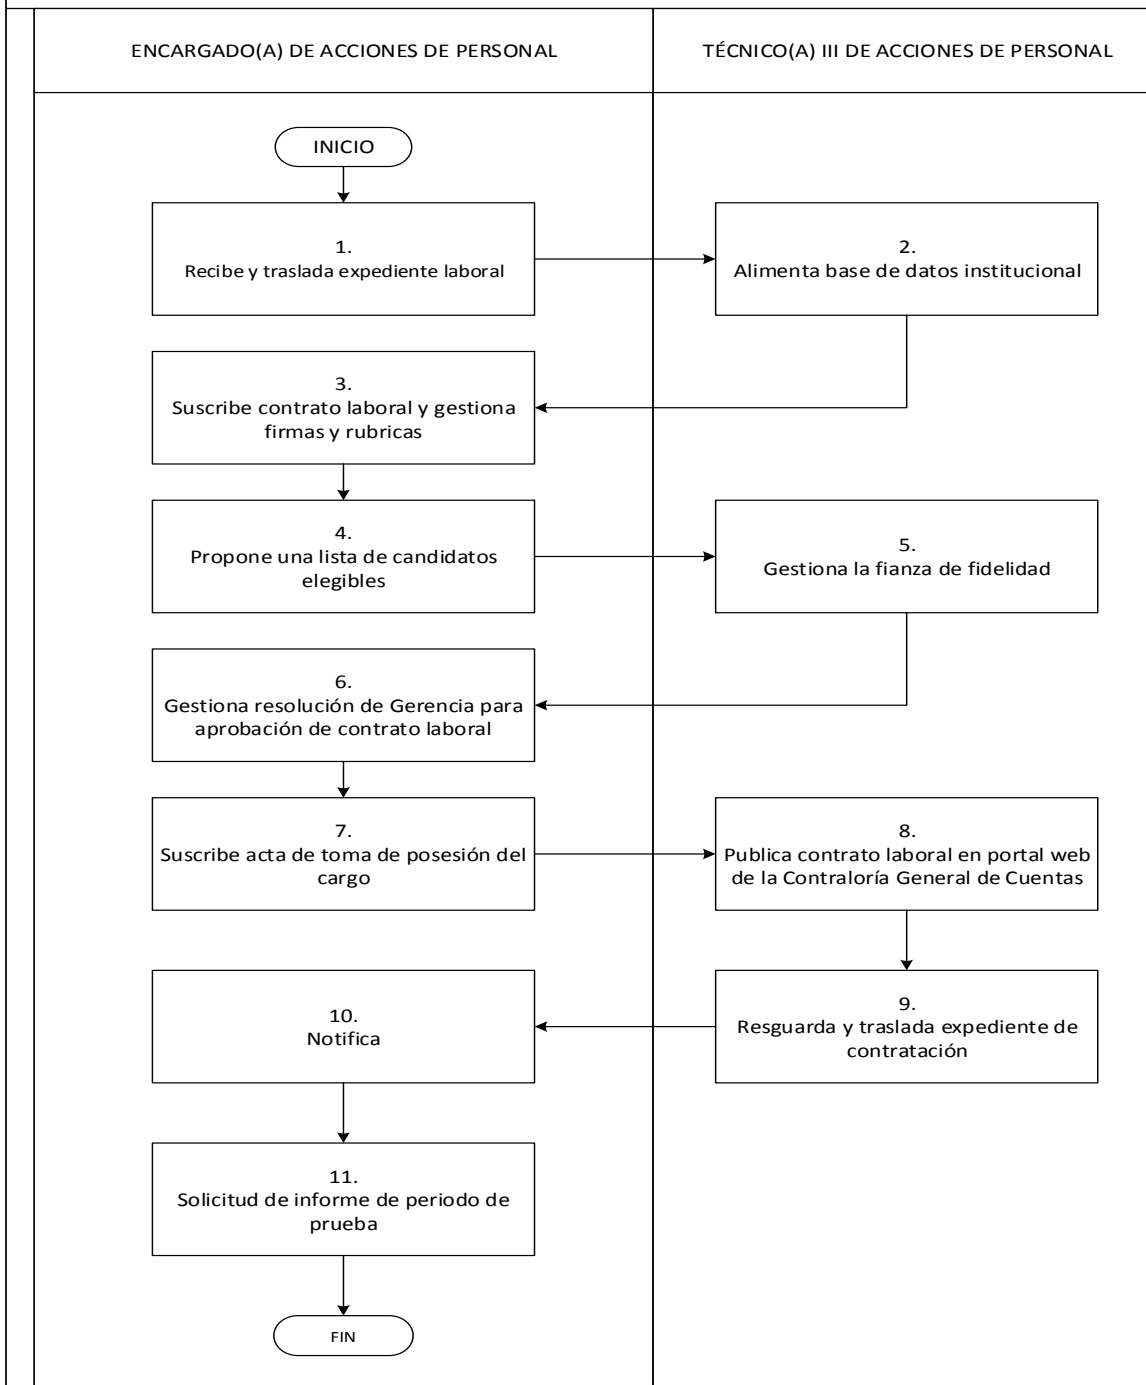 ENCARGADO(A) DE ACCIONES DE PERSONAL
TÉCNICO(A) III DE ACCIONES DE PERSONAL
INICIO
1.
Recibe y traslada expediente laboral
2.
Alimenta base de datos institucional
3.
Suscribe contrato laboral y gestiona
firmas y rubricas
4.
Propone una lista de candidatos
elegibles
5.
Gestiona la fianza de fidelidad
6.
Gestiona resolución de Gerencia para
aprobación de contrato laboral
7.
Suscribe acta de toma de posesión del
cargo
8.
Publica contrato laboral en portal web
de la Contraloría General de Cuentas
9.
Resguarda y traslada expediente de
contratación
10.
Notifica
11.
Solicitud de informe de periodo de
prueba
FIN